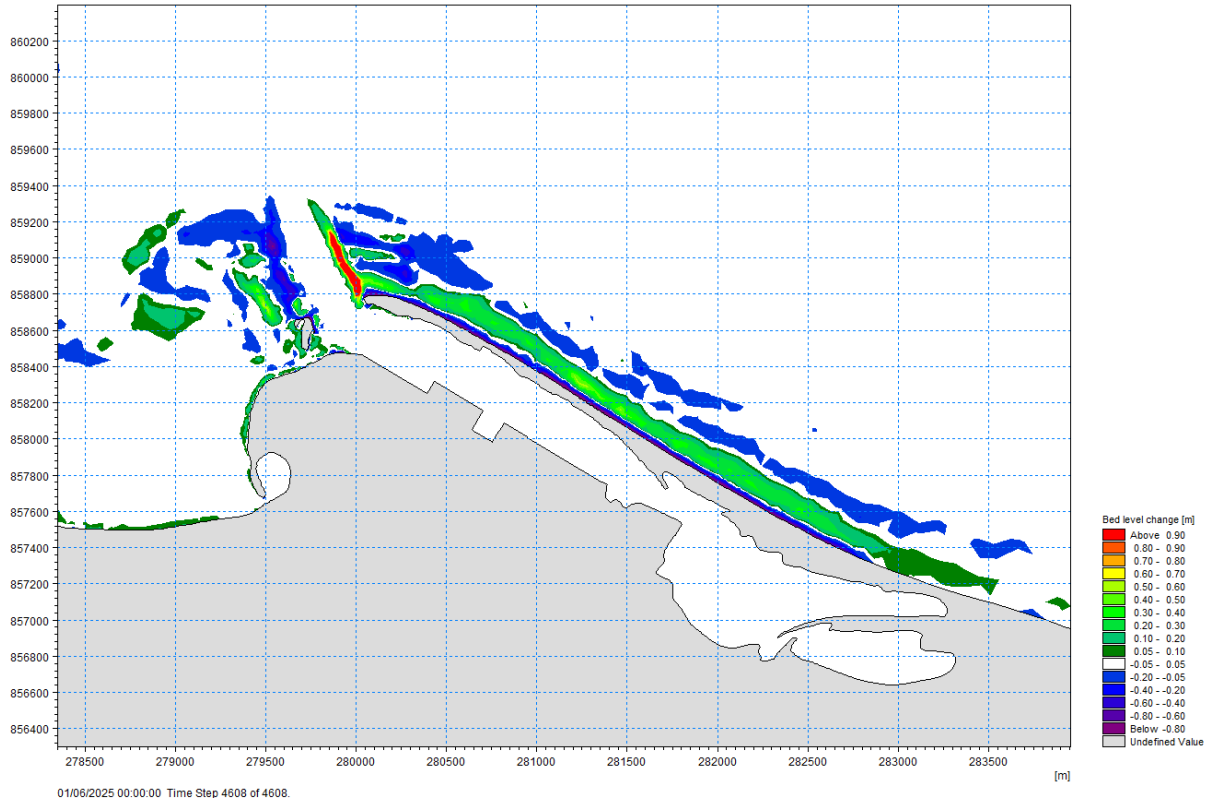 860200
860000
859800
859600
859400
859200
859000
858800
858600
858400
858200
858000
857800
857600
857400
857200
857000
856800
856600
856400
278500 279000 279500 280000 280500 281000 281500 282000 282500 283000 283500
[m]
01/06/2025 00:00:00 Time Step 4608 of 4608.
Bed level change [m]
Above 0.90
0.80 - 0.90
0.70 - 0.80
0.60 - 0.70
0.50 - 0.60
0.40 - 0.50
0.30 - 0.40
0.20 - 0.30
0.10 - 0.20
0.05 - 0.10
-0.05 - 0.05
-0.20 - -0.05
-0.40 - -0.20
-0.60 - -0.40
-0.80 - -0.60
Below -0.80
Undefined Value